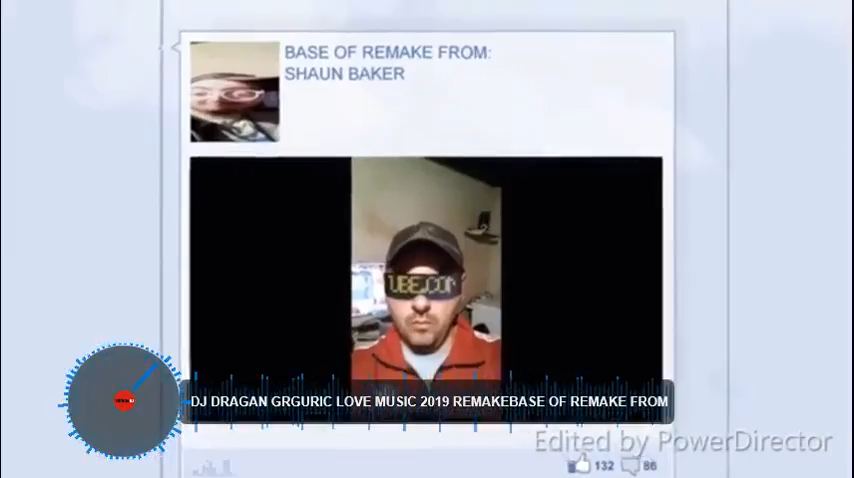 BASE OF REMAKE FROM:
SHAUN BAKER
UBE.COM
DJ DRAGAN GRGURIC LOVE MUSIC 2019 REMAKEBASE OF REMAKE FROM
Edited by PowerDirector
132 86